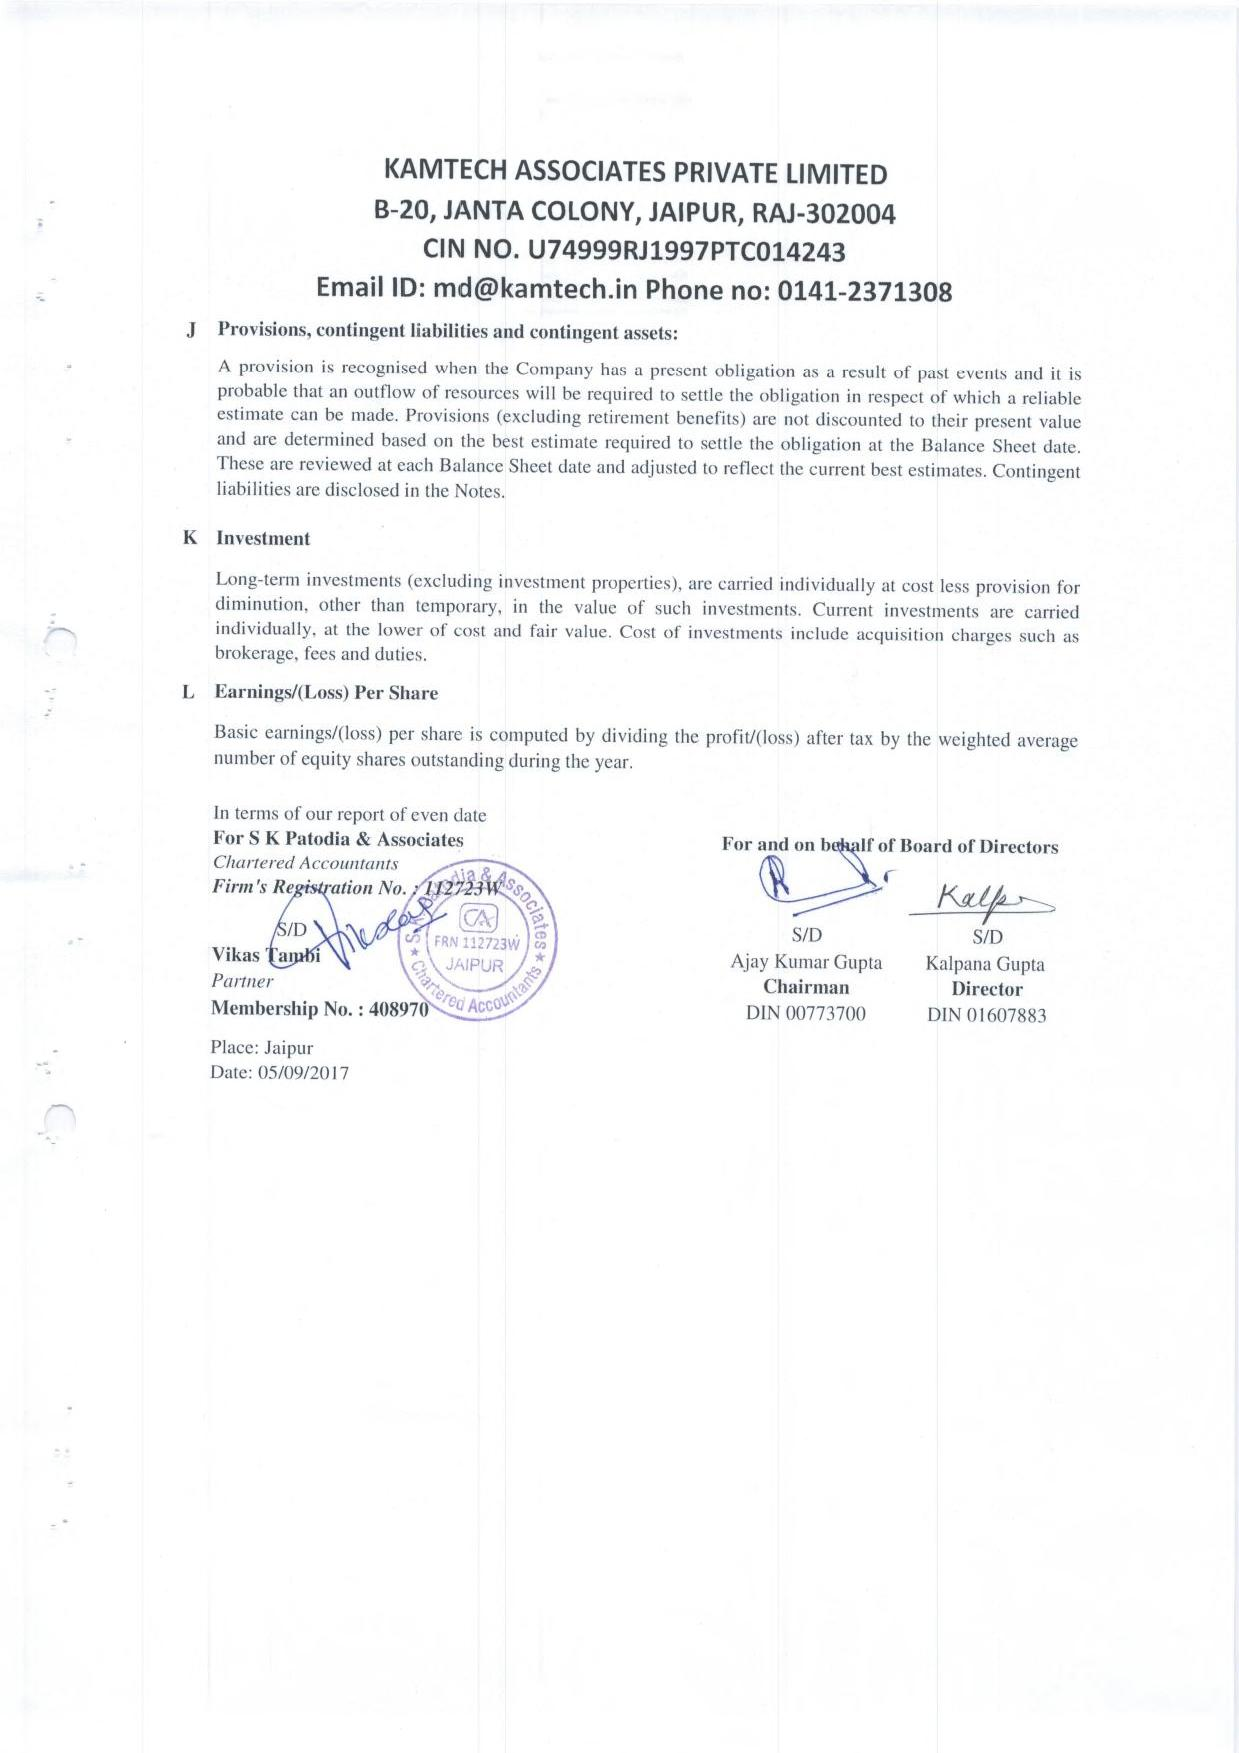 KAMTECH ASSOCIATES PRIVATE LIMITED
B-20, JANTA COLONY, JAIPUR, RAJ-302004
CIN NO. U74999RJ1997PTC014243
Email ID: md@kamtech.in Phone no: 0141-2371308
J Provisions, contingent liabilities and contingent assets:
A provision is recognised when the Company has a present obligation as a result of past events and it is
probable that an outflow of resources will be required to settle the obligation in respect of which a reliable
estimate can be made. Provisions (excluding retirement benefits) are not discounted to their present value
and are determined based on the best estimate required to settle the obligation at the Balance Sheet date.
These are reviewed at each Balance Sheet date and adjusted to reflect the current best estimates. Contingent
liabilities are disclosed in the Notes.
K Investment
Long-term investments (excluding investment properties), are carried individually at cost less provision for
diminution, other than temporary, in the value of such investments. Current investments are carried
individually, at the lower of cost and fair value. Cost of investments include acquisition charges such as
brokerage, fees and duties.
L Earnings/(Loss) Per Share
Basic earnings/(loss) per share is computed by dividing the profit/(loss) after tax by the weighted average
number of equity shares outstanding during the year.
In terms of our report of even date
For S K Patodia & Associates
Chartered Accountants
Firm's Registration No. : 112723W
S/D
Vikas Tambi
Partner
Membership No. : 408970
Place: Jaipur
Date: 05/09/2017
S. K. Patodia & Associates
CA
FRN 112723W
JAIPUR
★ Chartered Accountants ★
For and on behalf of Board of Directors
S/D
Ajay Kumar Gupta
Chairman
DIN 00773700
S/D
Kalpana Gupta
Director
DIN 01607883